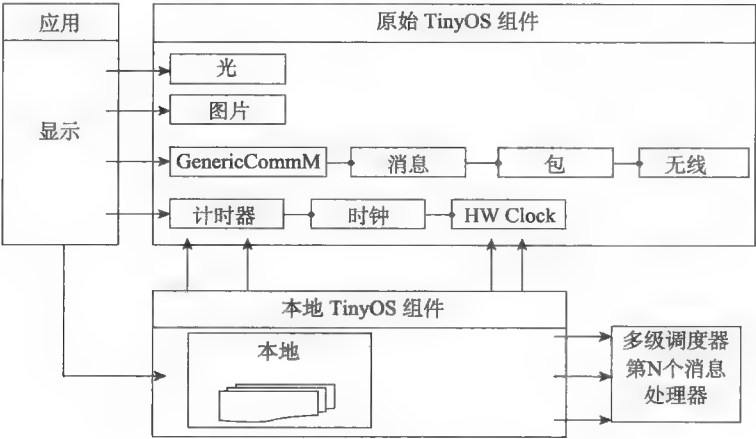 应用
原始 TinyOS 组件
显示
光
图片
GenericCommM
消息
包
无线
计时器
时钟
HW Clock
本地 TinyOS 组件
本地
多级调度器
第N个消息
处理器